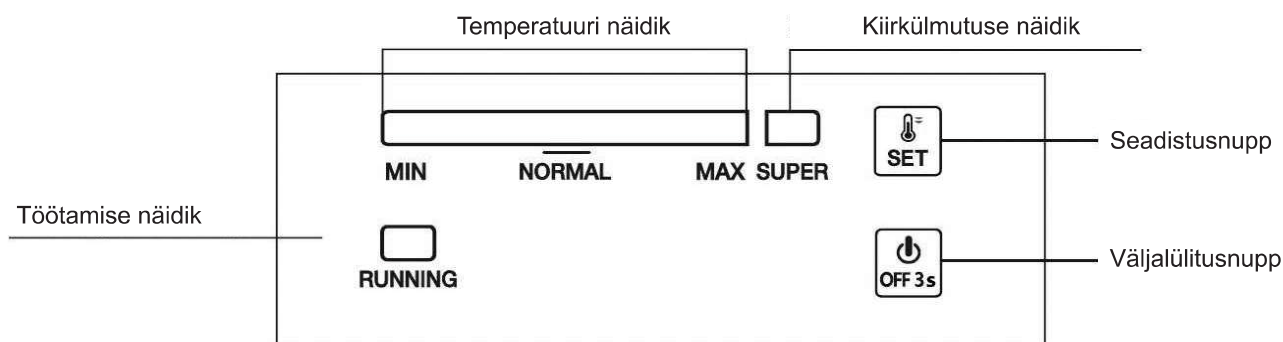 Temperatuuri näidik
Kiirkülmutuse näidik
SET
Seadistusnupp
MIN NORMAL MAX SUPER
Töötamise näidik
RUNNING
OFF 3s
Väljalülitusnupp